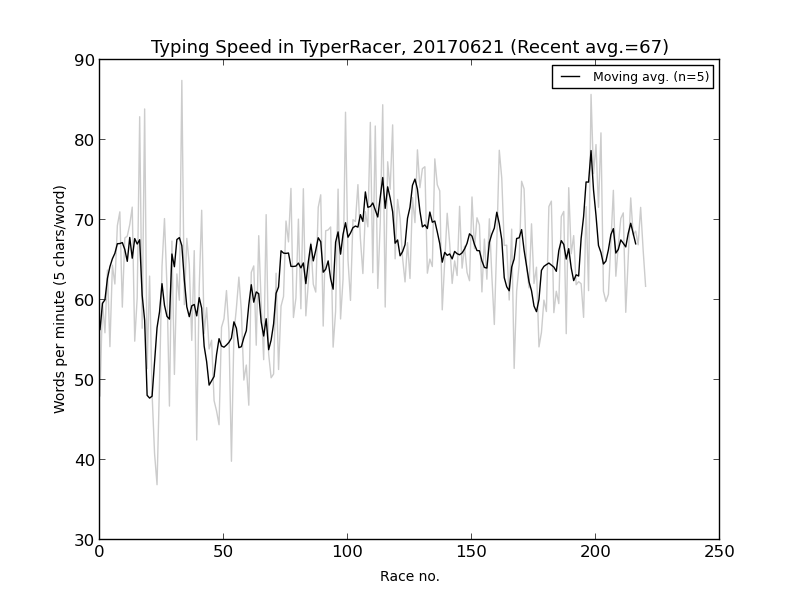 Typing Speed in TyperRacer, 20170621 (Recent avg.=67)
Moving avg. (n=5)
Words per minute (5 chars/word)
90
80
70
60
50
40
30
0 50 100 150 200 250
Race no.